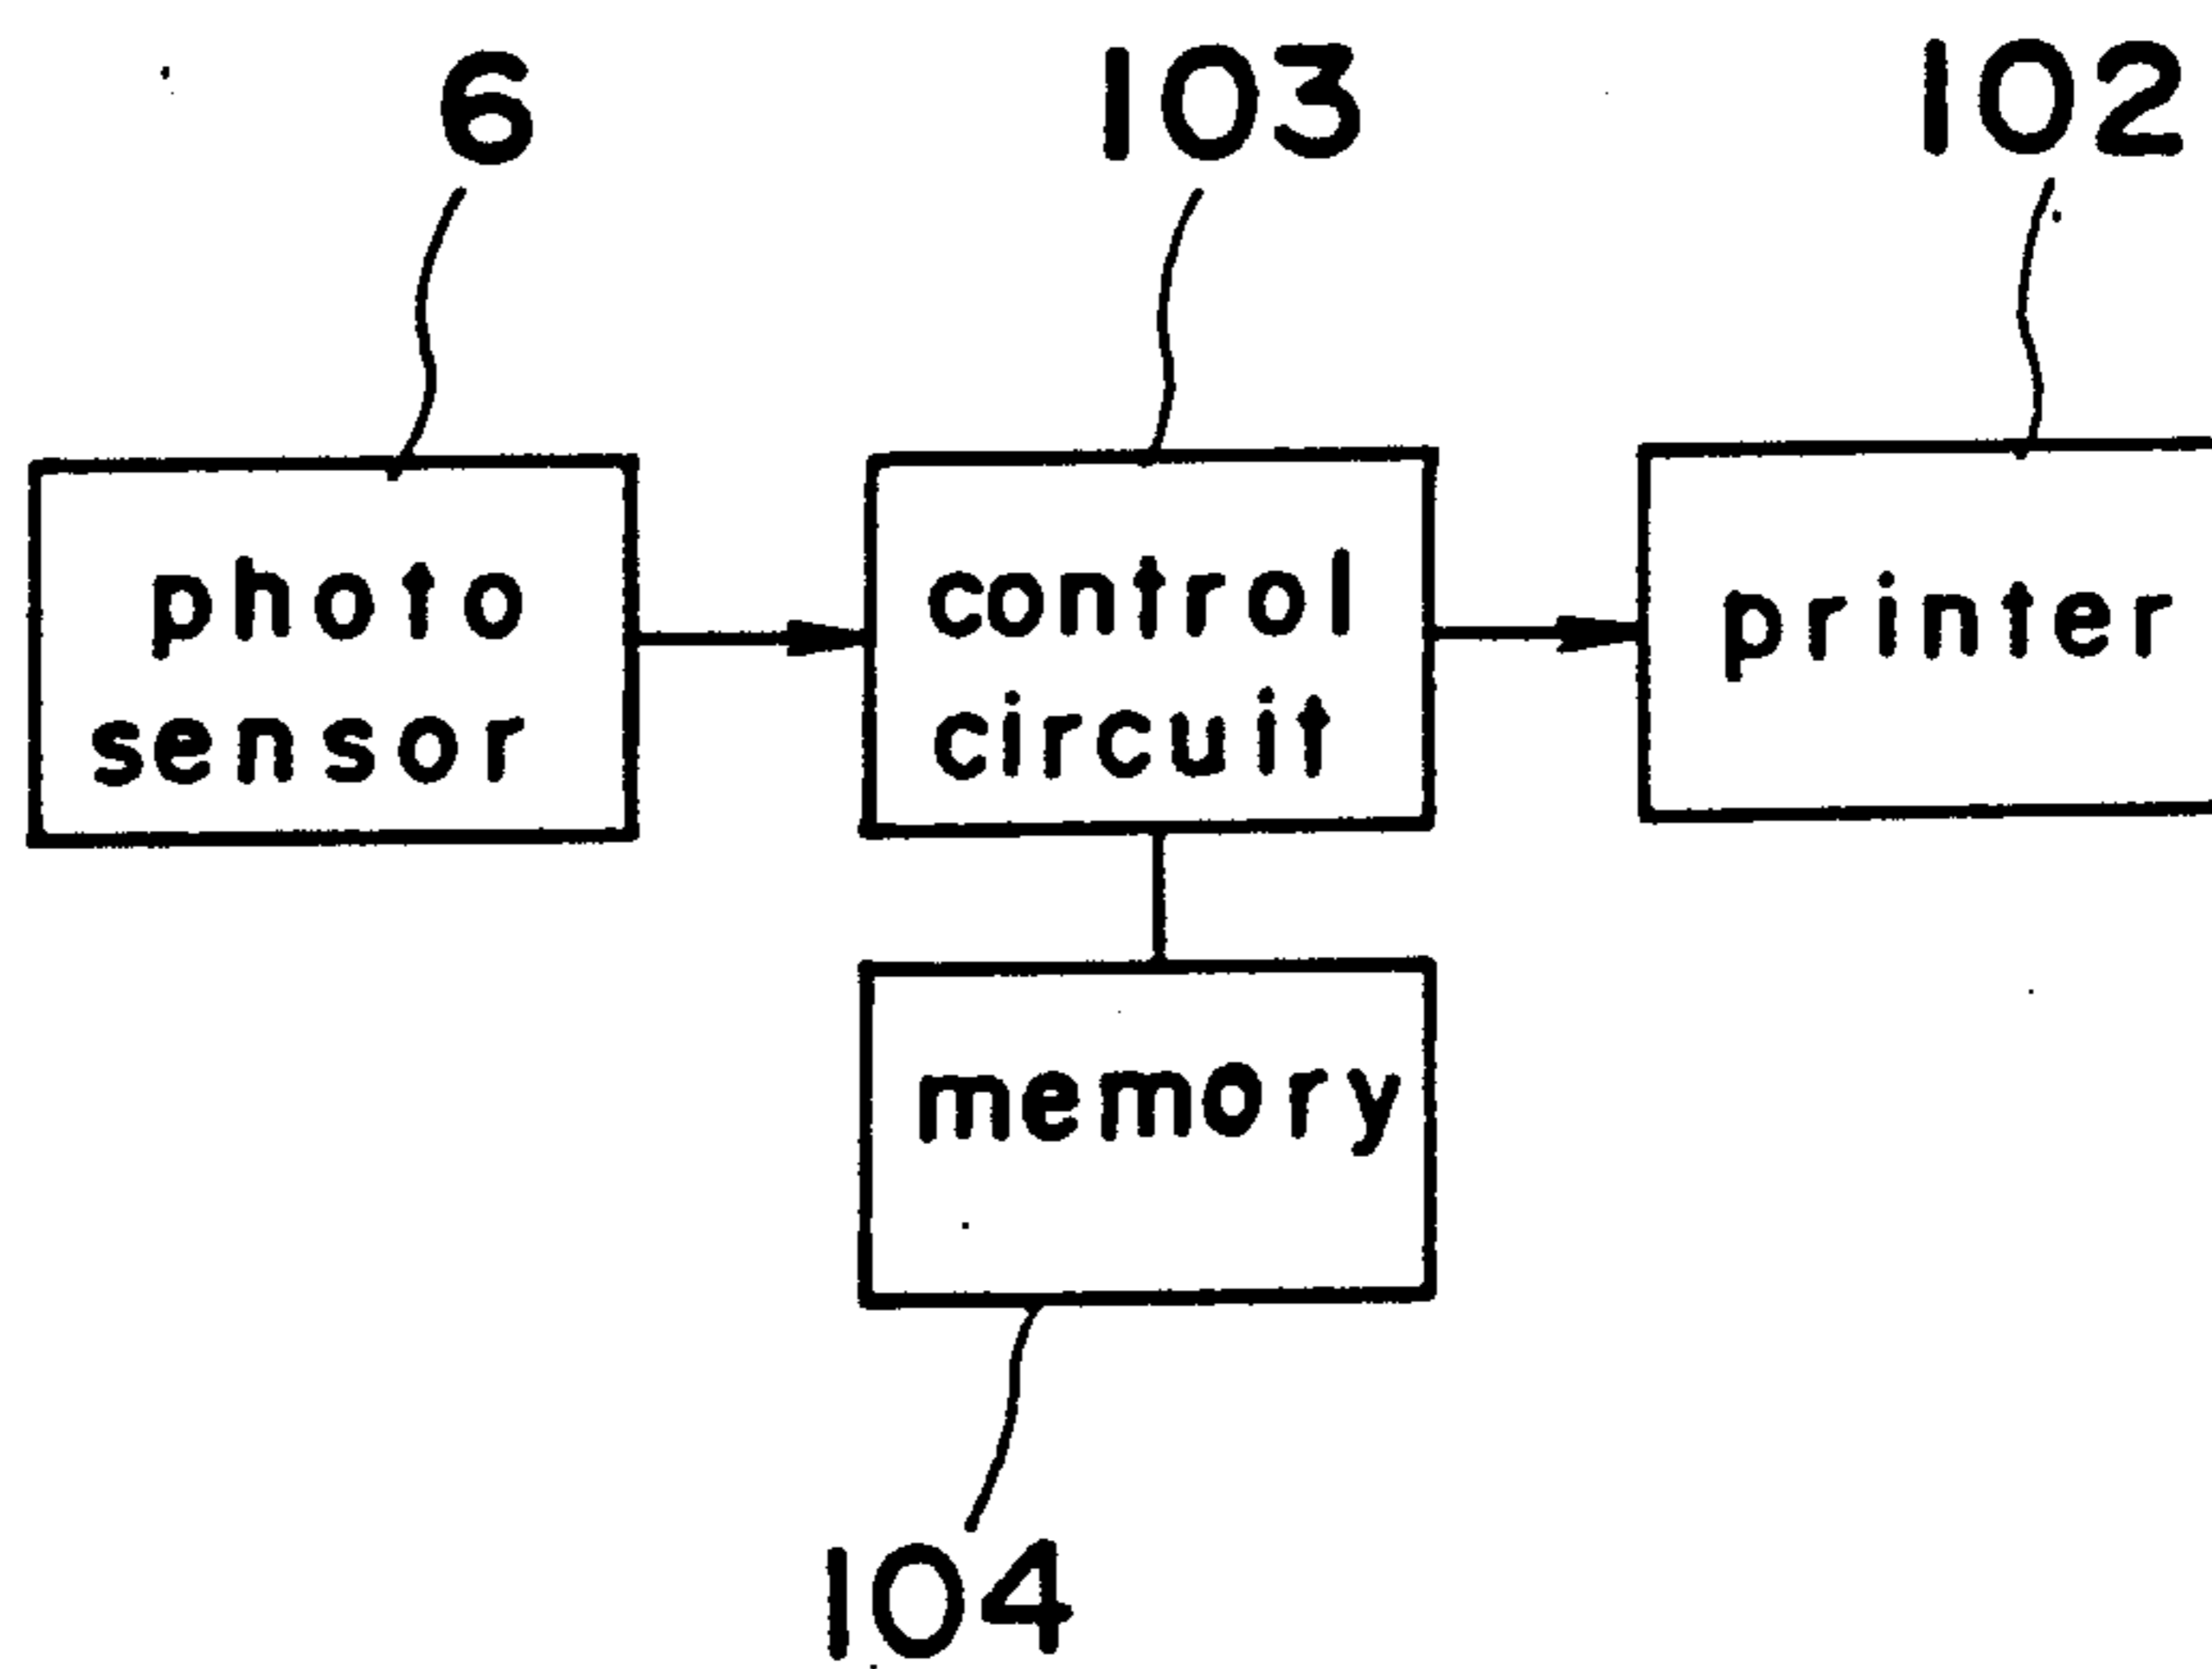 6
103
102
photo
sensor
control
circuit
printer
memory
104